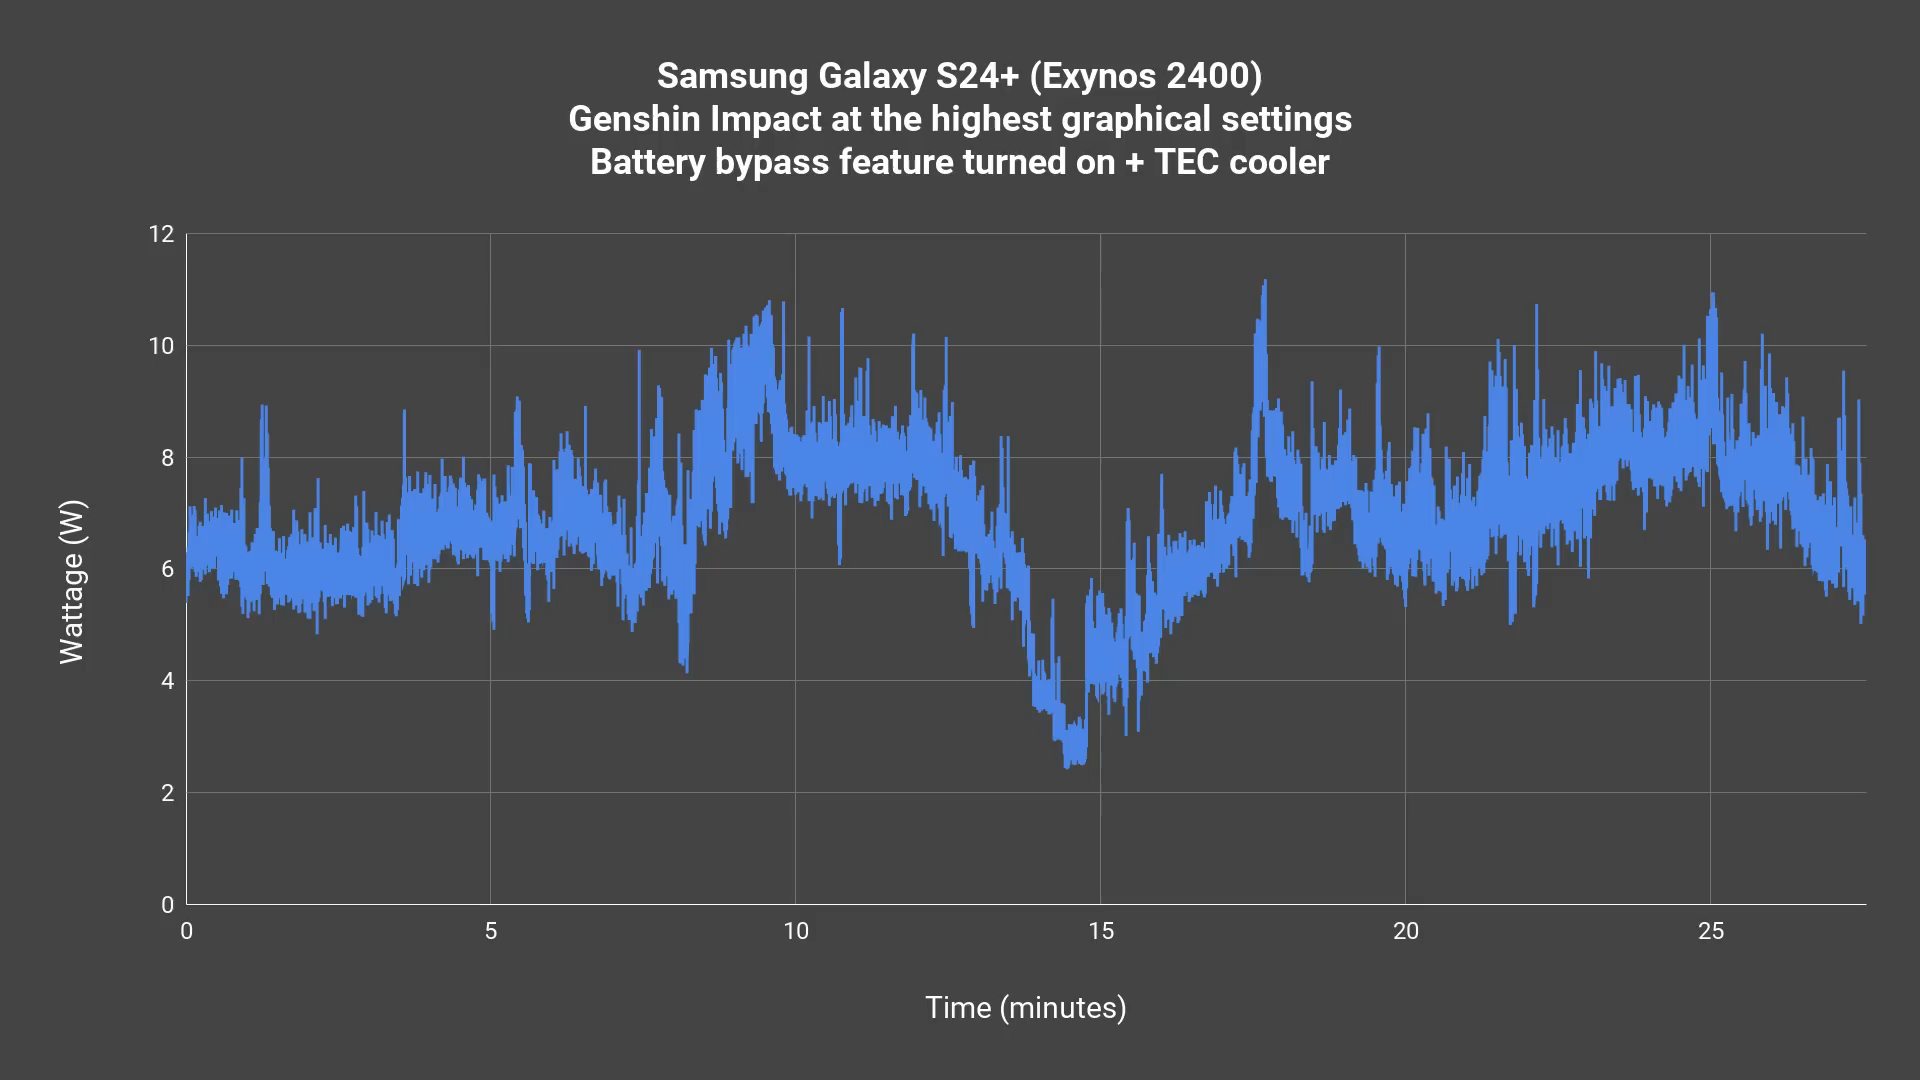 Samsung Galaxy S24+ (Exynos 2400)
Genshin Impact at the highest graphical settings
Battery bypass feature turned on + TEC cooler
12
10
8
6
4
2
0
Wattage (W)
0 5 10 15 20 25
Time (minutes)